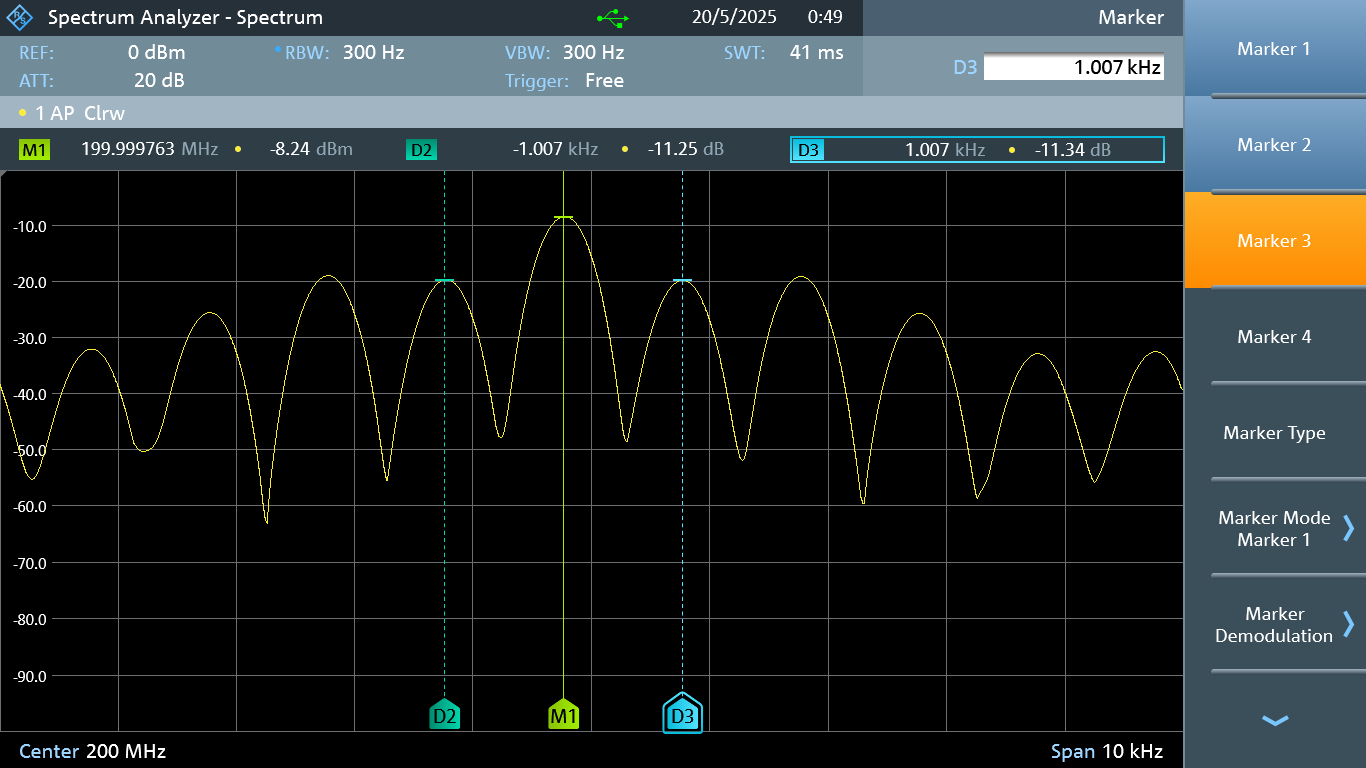 Spectrum Analyzer - Spectrum 20/5/2025 0:49 Marker
REF: 0 dBm RBW: 300 Hz VBW: 300 Hz SWT: 41 ms
ATT: 20 dB Trigger: Free
D3 1.007 kHz
1 AP Clrw
M1 199.999763 MHz -8.24 dBm D2 -1.007 kHz -11.25 dB D3 1.007 kHz -11.34 dB
-10.0
-20.0
-30.0
-40.0
-50.0
-60.0
-70.0
-80.0
-90.0
D2 M1 D3
Center 200 MHz Span 10 kHz
Marker 1
Marker 2
Marker 3
Marker 4
Marker Type
Marker Mode
Marker 1
Marker
Demodulation